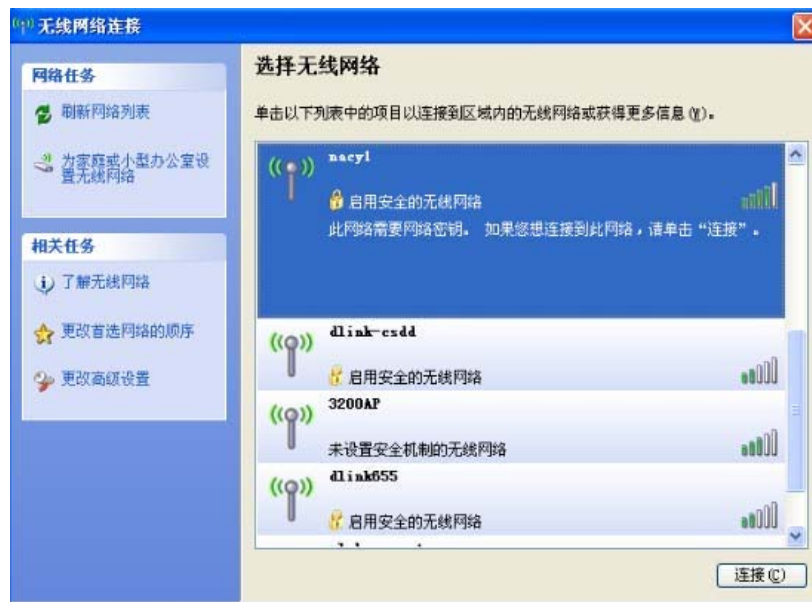 无线网络连接
网络任务
刷新网络列表
为家庭或小型办公室设
置无线网络
相关任务
了解无线网络
更改首选网络的顺序
更改高级设置
选择无线网络
单击以下列表中的项目以连接到区域内的无线网络或获得更多信息(W)。
nacy1
启用安全的无线网络
此网络需要网络密钥。 如果您想连接到此网络,请单击“连接”。
dlink-csdd
启用安全的无线网络
3200AP
未设置安全机制的无线网络
dlink655
启用安全的无线网络
连接(C)